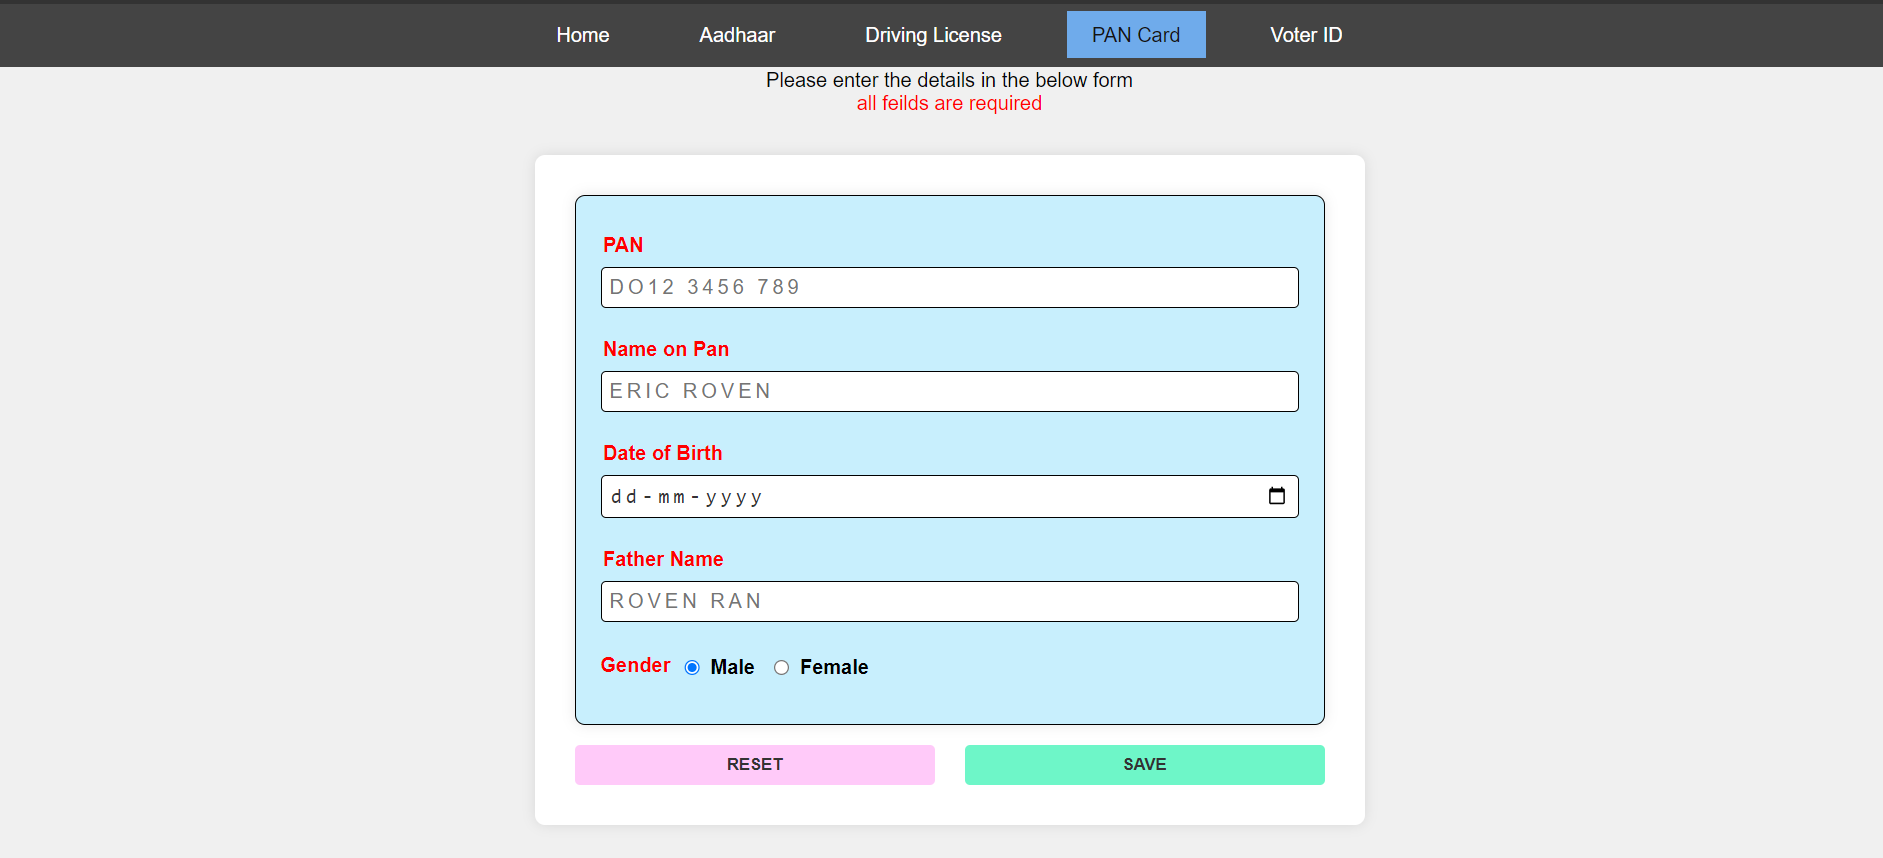 Home Aadhaar Driving License PAN Card Voter ID
Please enter the details in the below form
all feilds are required
PAN
DO12 3456 789
Name on Pan
ERIC ROVEN
Date of Birth
dd-mm-yyyy
Father Name
ROVEN RAN
Gender Male Female
RESET SAVE